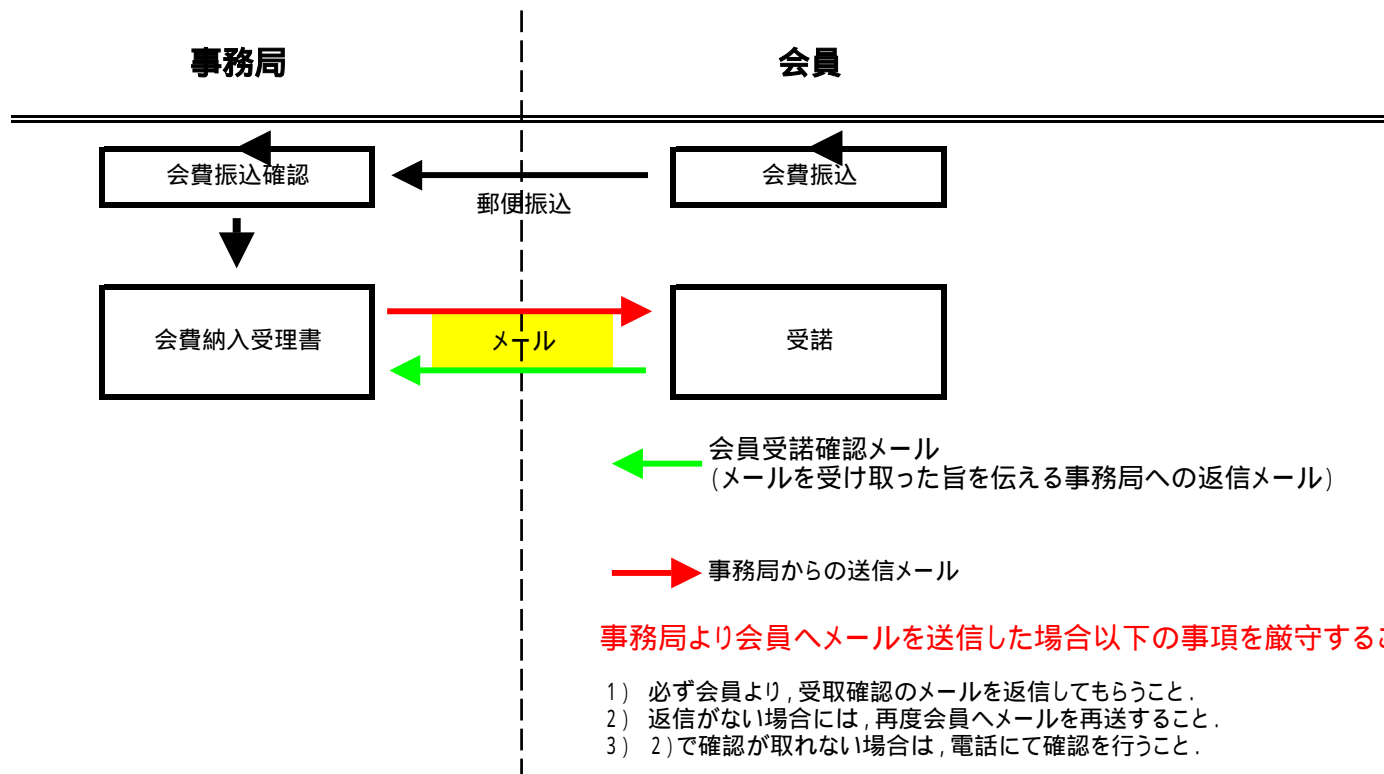 事務局
会員
会費振込確認
会費振込
郵便振込
会費納入受理書
メール
受諾
会員受諾確認メール
(メールを受け取った旨を伝える事務局への返信メール)
事務局からの送信メール
事務局より会員へメールを送信した場合以下の事項を厳守する
1) 必ず会員より,受取確認のメールを返信してもらうこと.
2) 返信がない場合には,再度会員へメールを再送すること.
3) 2)で確認が取れない場合は,電話にて確認を行うこと.